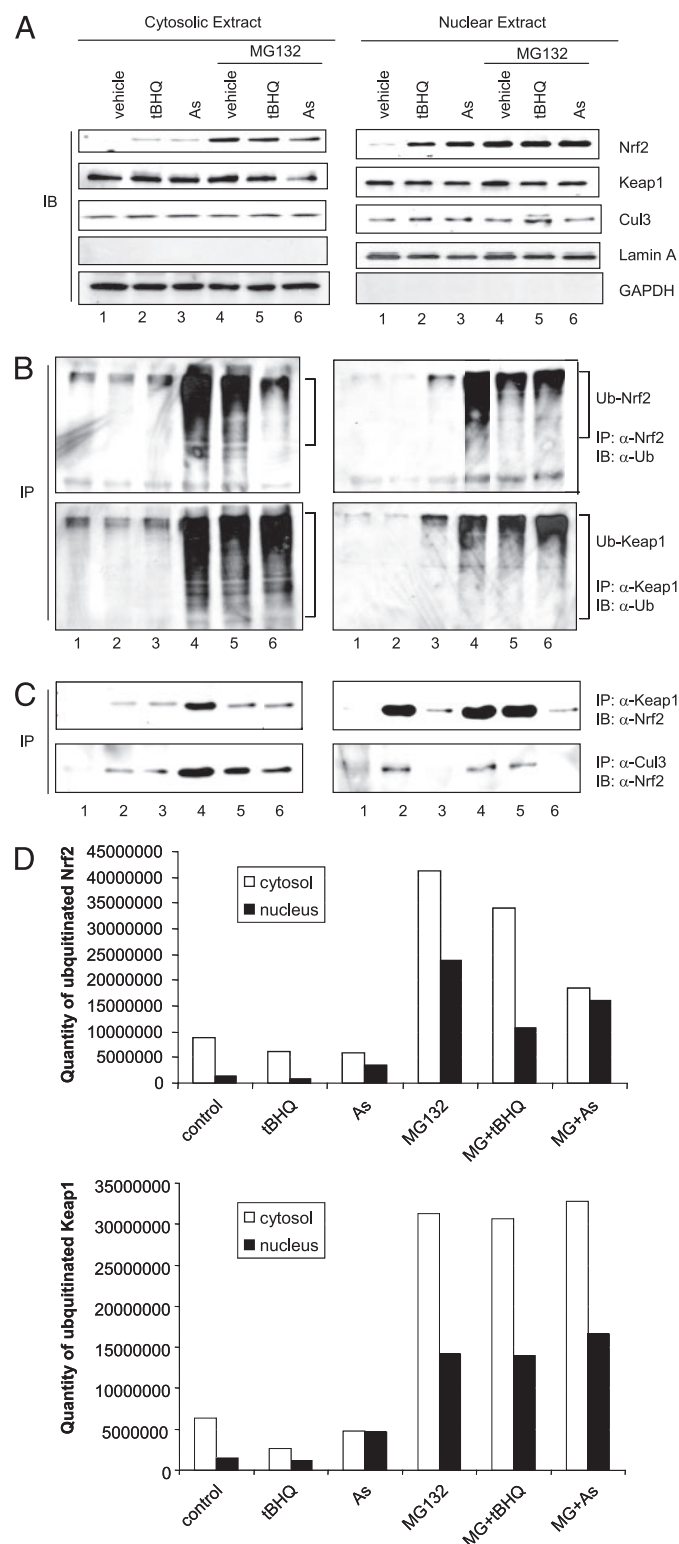 A
Cytosolic Extract
Nuclear Extract
MG132
MG132
vehicle
tBHQ
As
vehicle
tBHQ
As
vehicle
tBHQ
As
vehicle
tBHQ
As
IB
Nrf2
Keap1
Cul3
Lamin A
GAPDH
1 2 3 4 5 6
1 2 3 4 5 6
B
IP
Ub-Nrf2
IP: α-Nrf2
IB: α-Ub
Ub-Keap1
IP: α-Keap1
IB: α-Ub
1 2 3 4 5 6
1 2 3 4 5 6
C
IP
IP: α-Keap1
IB: α-Nrf2
IP: α-Cul3
IB: α-Nrf2
1 2 3 4 5 6
1 2 3 4 5 6
D
Quantity of ubquitinated Nrf2
45000000
40000000
35000000
30000000
25000000
20000000
15000000
10000000
5000000
0
cytosol
nucleus
control
tBHQ
As
MG132
MG+tBHQ
MG+As
Quantity of ubquitinated Keap1
35000000
30000000
25000000
20000000
15000000
10000000
5000000
0
cytosol
nucleus
control
tBHQ
As
MG132
MG+tBHQ
MG+As